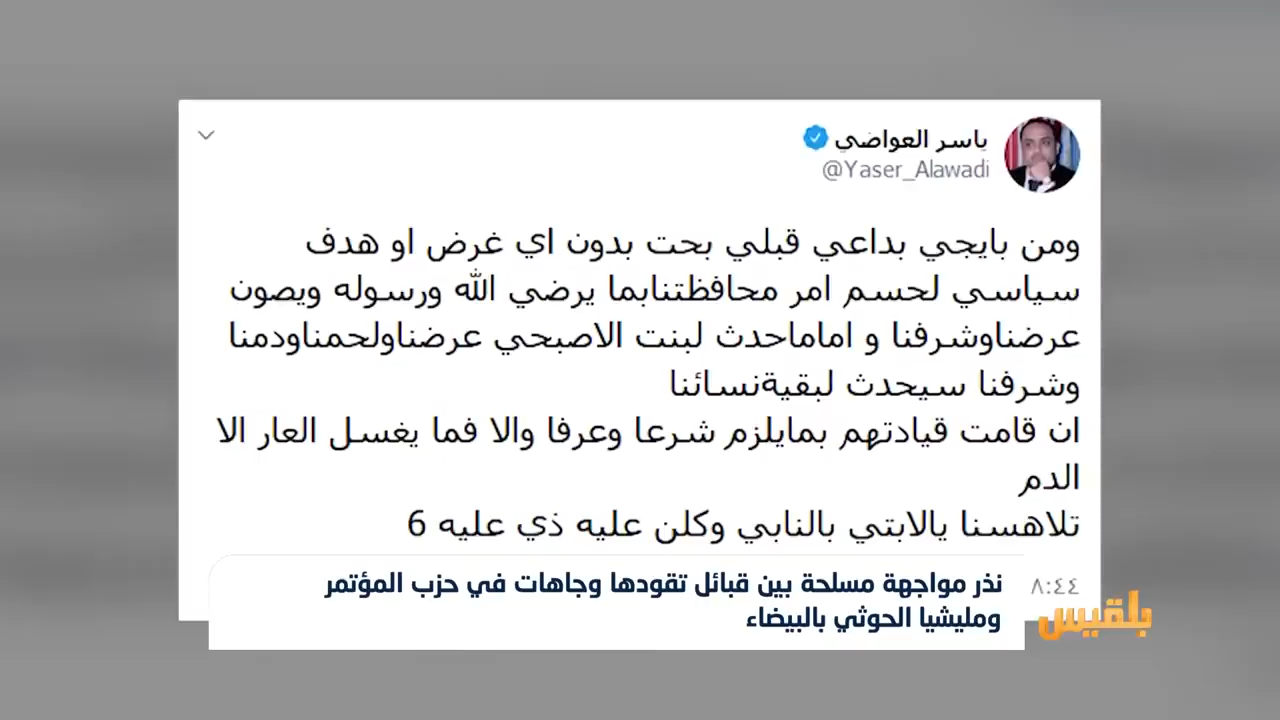 ياسر العواضي
@Yaser_Alawadi
ومن بايجي بداعي قبلي بحت بدون اي غرض او هدف
سياسي لحسم امر محافظتنابما يرضي الله ورسوله ويصون
عرضناوشرفنا و اماماحدث لبنت الاصبحي عرضناولحمناودمنا
وشرفنا سيحدث لبقيةنسائنا
ان قامت قيادتهم بمايلزم شرعا وعرفا والا فما يغسل العار الا
الدم
تلاهسنا يالابتي بالنابي وكلن عليه ذي عليه 6
٨:٤٤
نذر مواجهة مسلحة بين قبائل تقودها وجاهات في حزب المؤتمر
ومليشيا الحوثي بالبيضاء
بلقيس